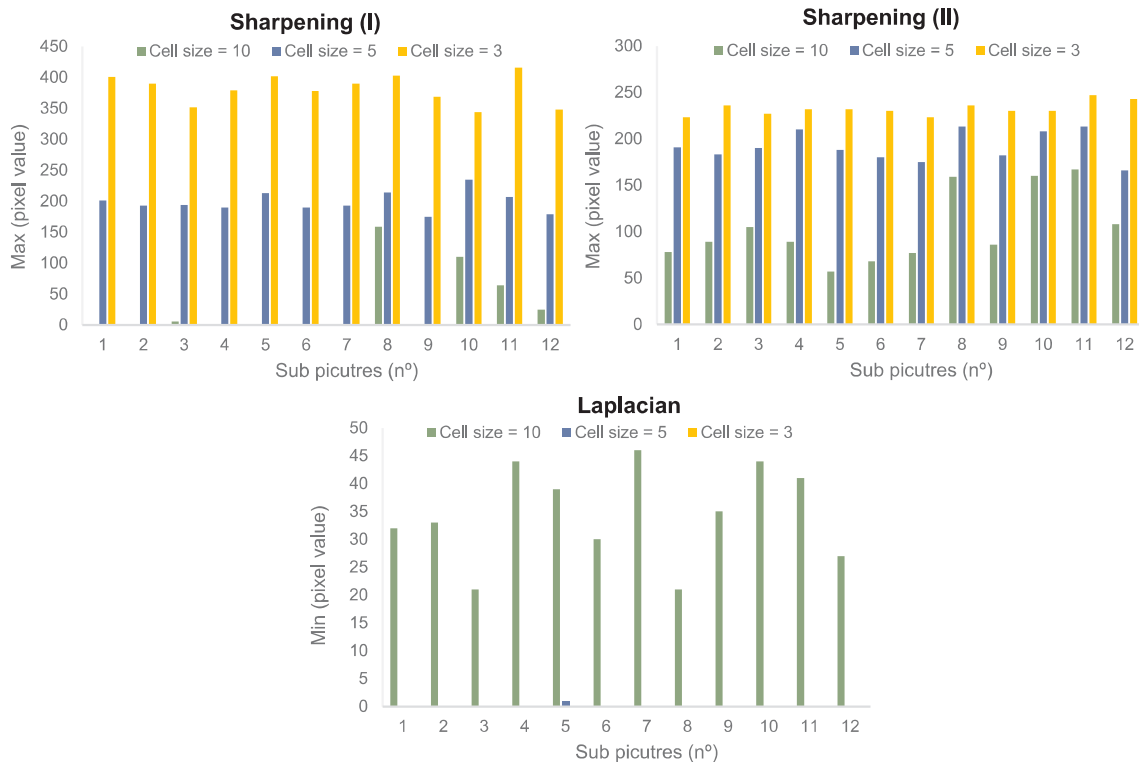 Sharpening (I)
Cell size = 10 Cell size = 5 Cell size = 3
Max (pixel value)
450
400
350
300
250
200
150
100
50
0
1 2 3 4 5 6 7 8 9 10 11 12
Sub picutres (nº)
Sharpening (II)
Cell size = 10 Cell size = 5 Cell size = 3
Max (pixel value)
300
250
200
150
100
50
0
1 2 3 4 5 6 7 8 9 10 11 12
Sub picutres (nº)
Laplacian
Cell size = 10 Cell size = 5 Cell size = 3
Min (pixel value)
50
45
40
35
30
25
20
15
10
5
0
1 2 3 4 5 6 7 8 9 10 11 12
Sub picutres (nº)